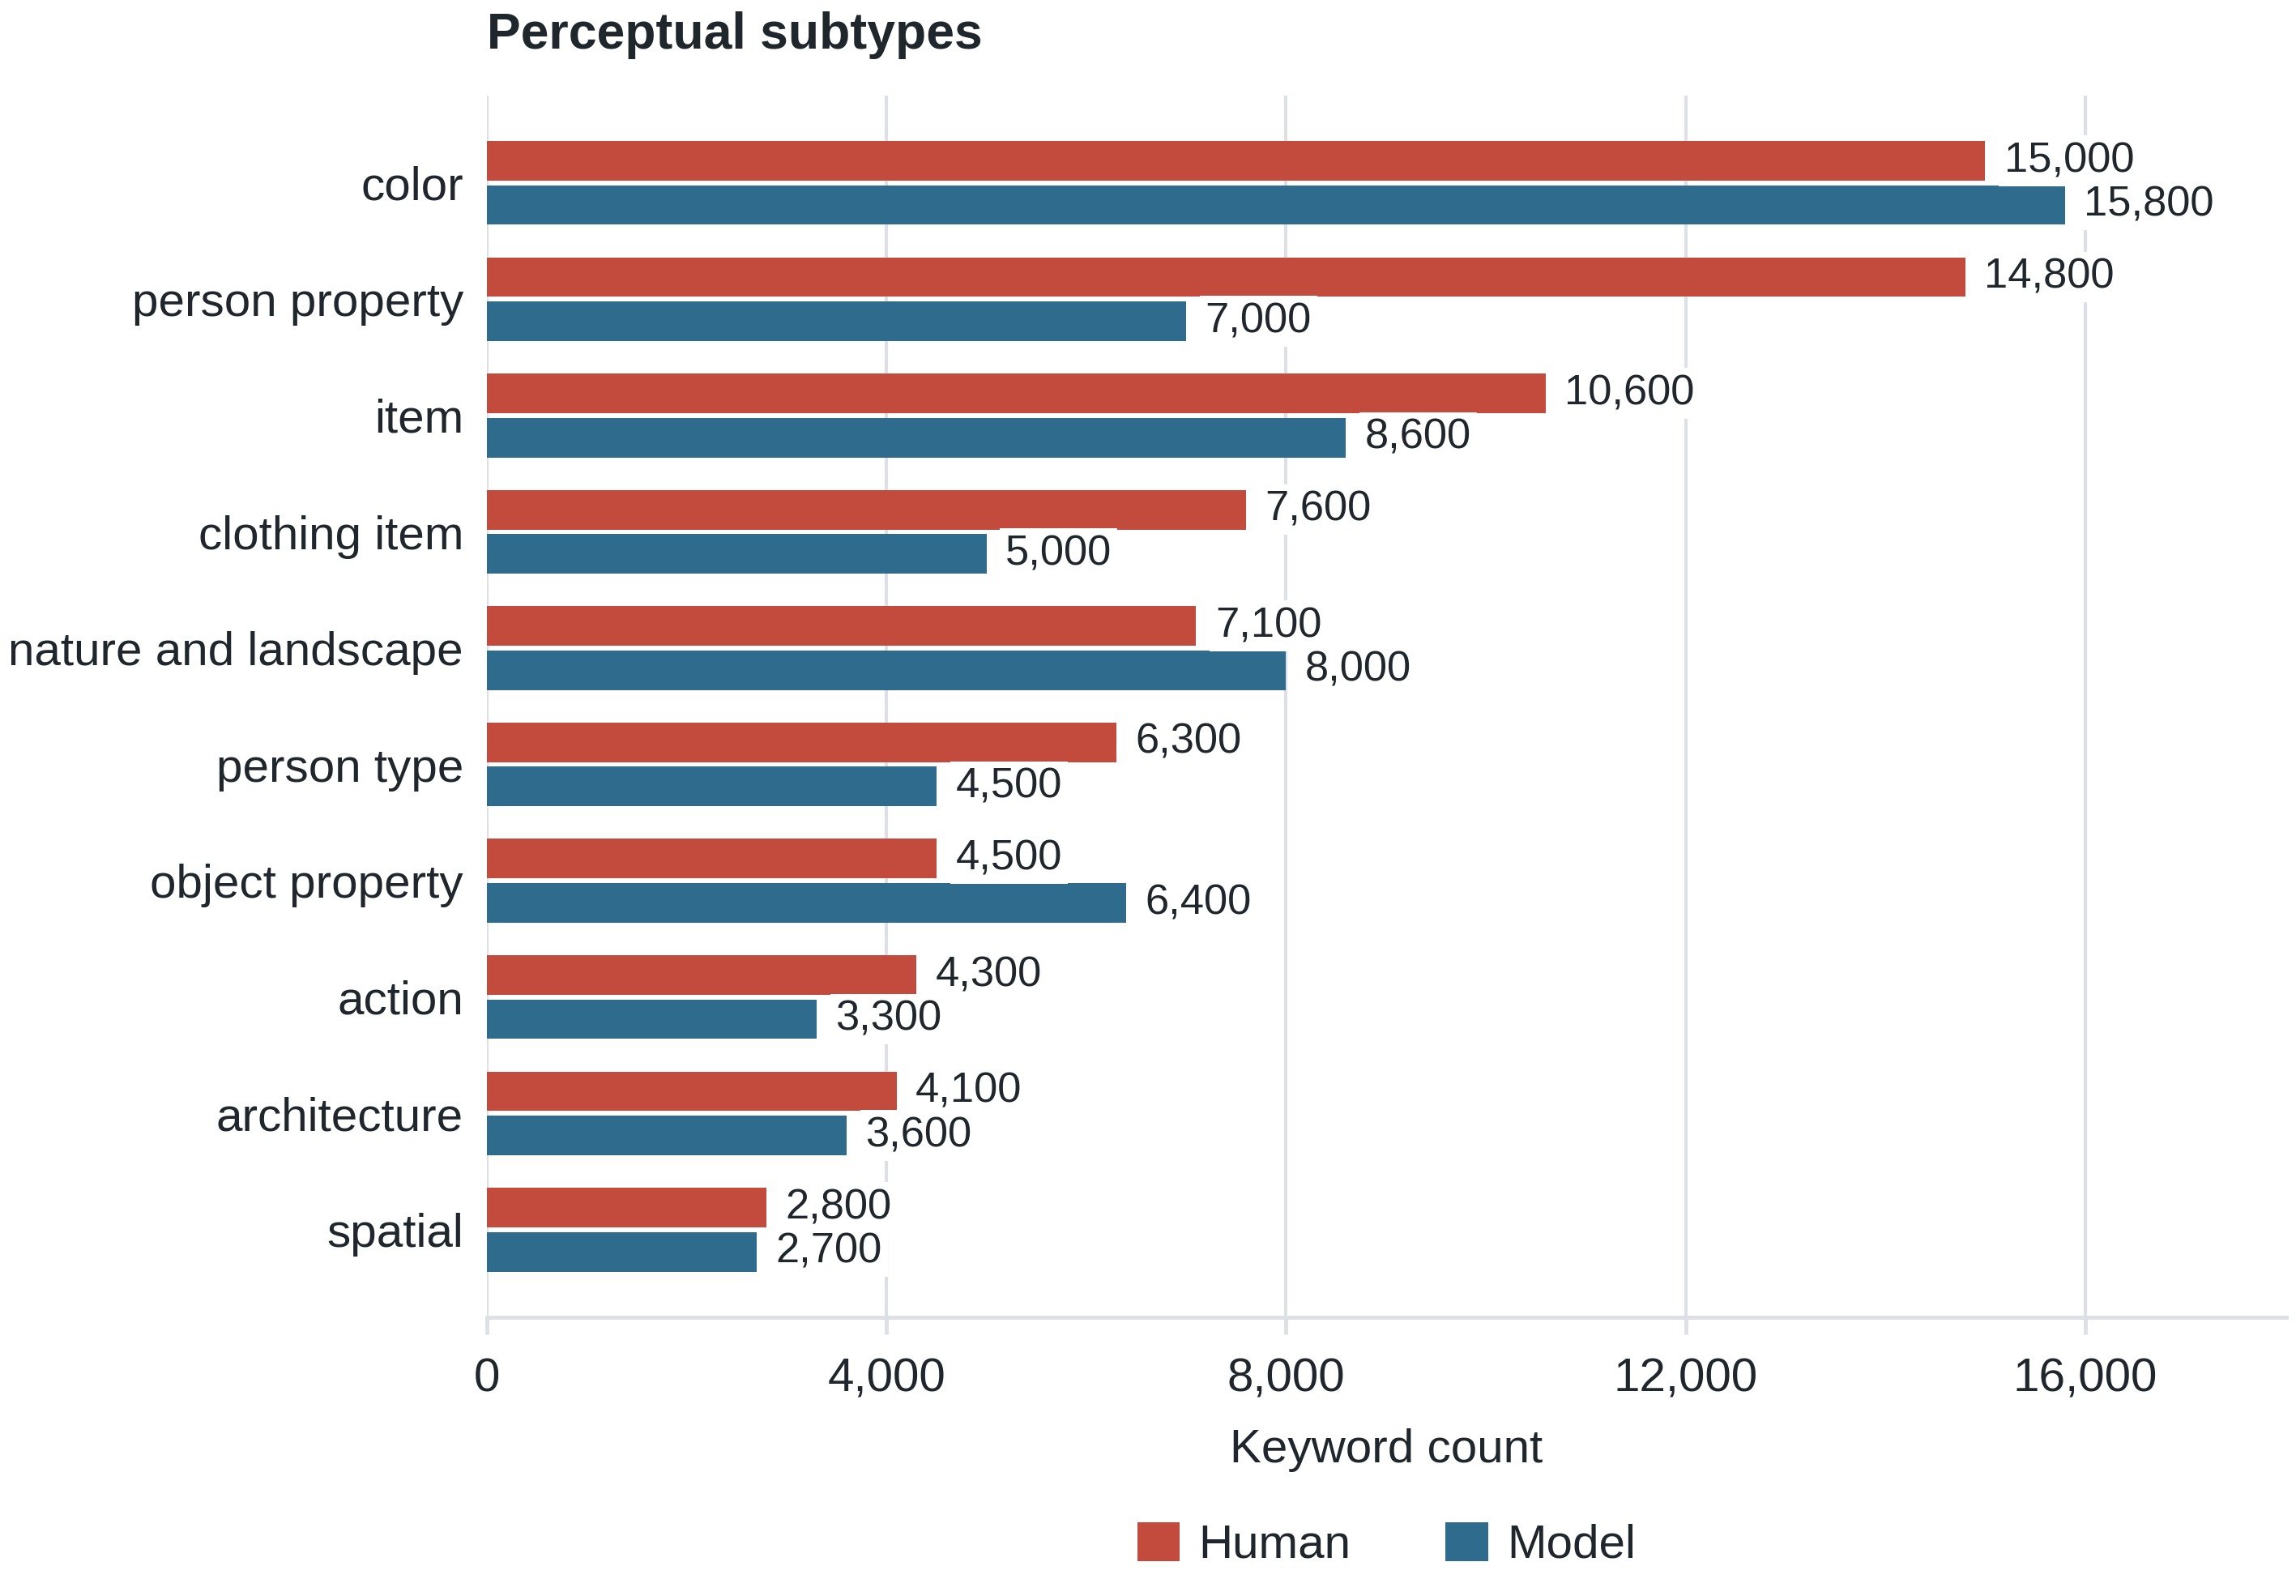 Perceptual subtypes
color
15,000
15,800
person property
14,800
7,000
item
10,600
8,600
clothing item
7,600
5,000
nature and landscape
7,100
8,000
person type
6,300
4,500
object property
4,500
6,400
action
4,300
3,300
architecture
4,100
3,600
spatial
2,800
2,700
0 4,000 8,000 12,000 16,000
Keyword count
Human Model